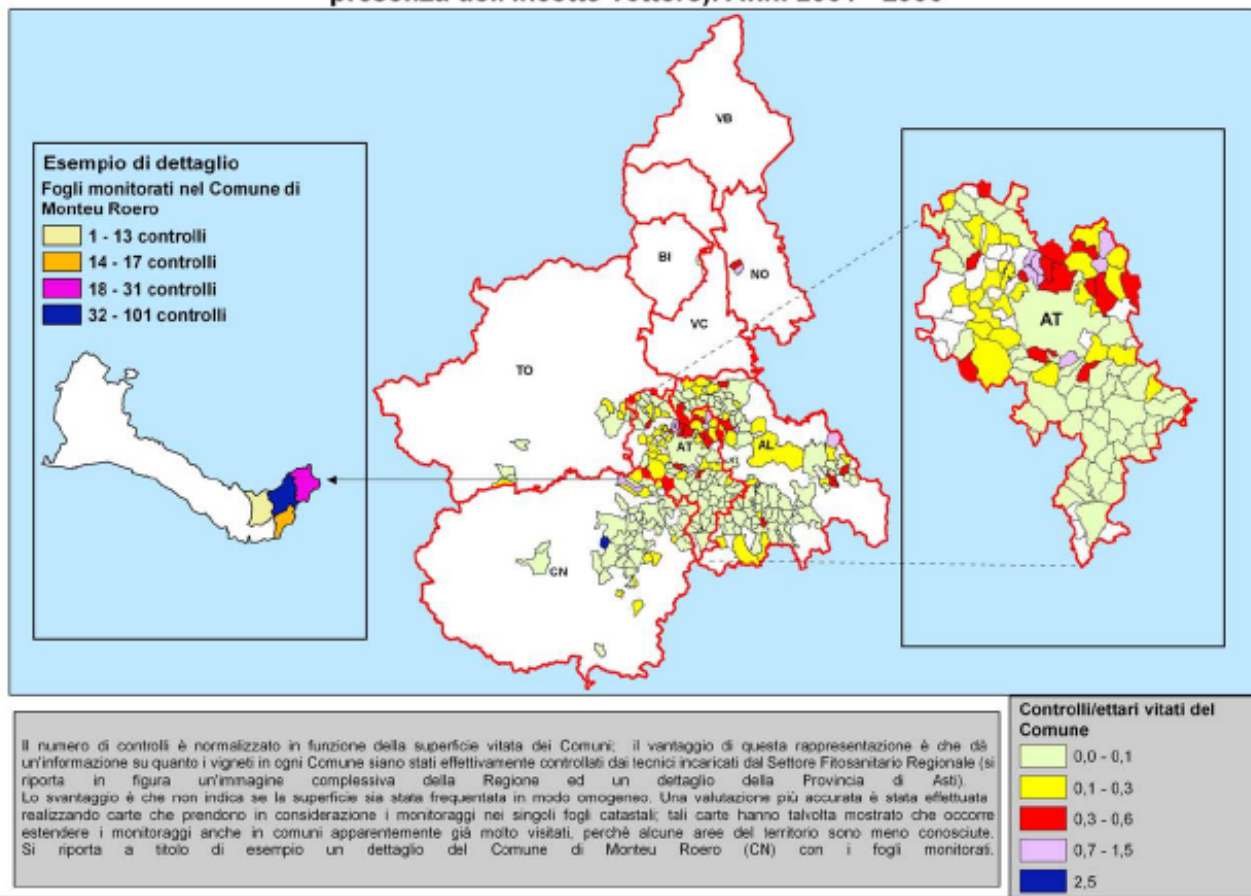 Esempio di dettaglio
Fogli monitorati nel Comune di
Monteu Roero
1 - 13 controlli
14 - 17 controlli
18 - 31 controlli
32 - 101 controlli
VB
BI
NO
VC
TO
AT
AL
CN
AT
Il numero di controlli è normalizzato in funzione della superficie vitata dei Comuni; il vantaggio di questa rappresentazione è che dà
un'informazione su quanto i vigneti in ogni Comune siano stati effettivamente controllati dai tecnici incaricati dal Settore Fitosanitario Regionale (si
riporta in figura un'immagine complessiva della Regione ed un dettaglio della Provincia di Asti).
Lo svantaggio è che non indica se la superficie sia stata frequentata in modo omogeneo. Una valutazione più accurata è stata effettuata
realizzando carte che prendono in considerazione i monitoraggi nei singoli fogli catastali; tali carte hanno talvolta mostrato che occorre
estendere i monitoraggi anche in comuni apparentemente già molto visitati, perché alcune aree del territorio sono meno conosciute.
Si riporta a titolo di esempio un dettaglio del Comune di Monteu Roero (CN) con i fogli monitorati.
Controlli/ettari vitati del
Comune
0,0 - 0,1
0,1 - 0,3
0,3 - 0,6
0,7 - 1,5
2,5